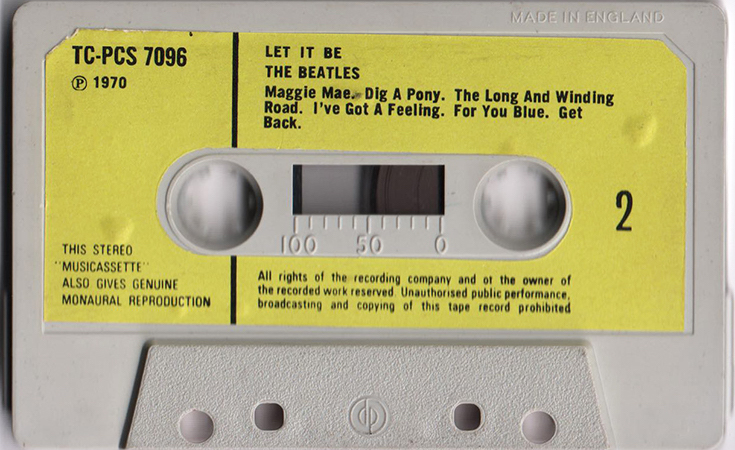 MADE IN ENGLAND
TC-PCS 7096
Ⓟ 1970
LET IT BE
THE BEATLES
Maggie Mae. Dig A Pony. The Long And Winding
Road. I've Got A Feeling. For You Blue. Get
Back.
2
100 50 0
THIS STEREO
"MUSICASSETTE"
ALSO GIVES GENUINE
MONAURAL REPRODUCTION
All rights of the recording company and ot the owner of
the recorded work reserved. Unauthorised public performance,
broadcasting and copying of this tape record prohibited